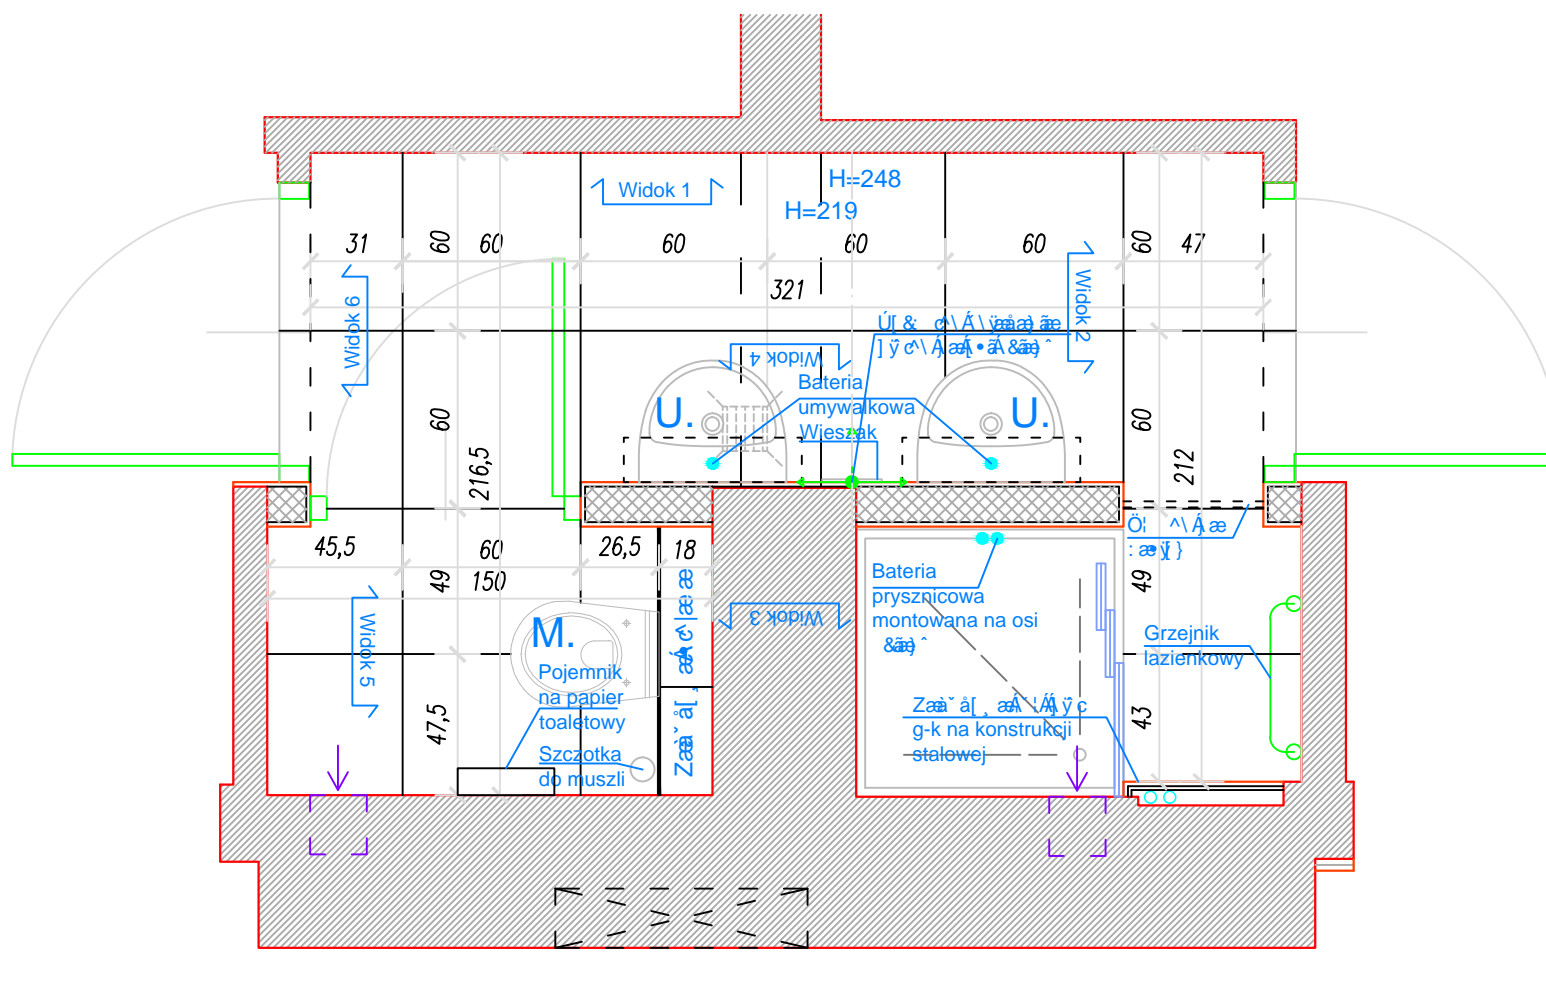 Widok 1
H=248
H=219
31
60
60
60
60
60
60
47
321
Widok 9
Widok 2
Widok 4
Bateria
umywalkowa
Wieszak
U.
U.
60
60
216,5
212
45,5
60
26,5
18
150
49
49
Widok 5
Widok 3
M.
Pojemnik
na papier
toaletowy
Szczotka
do muszli
47,5
Bateria
prysznicowa
montowana na osi
Grzejnik
lazienkowy
43
g-k na konstrukcji
stalowej